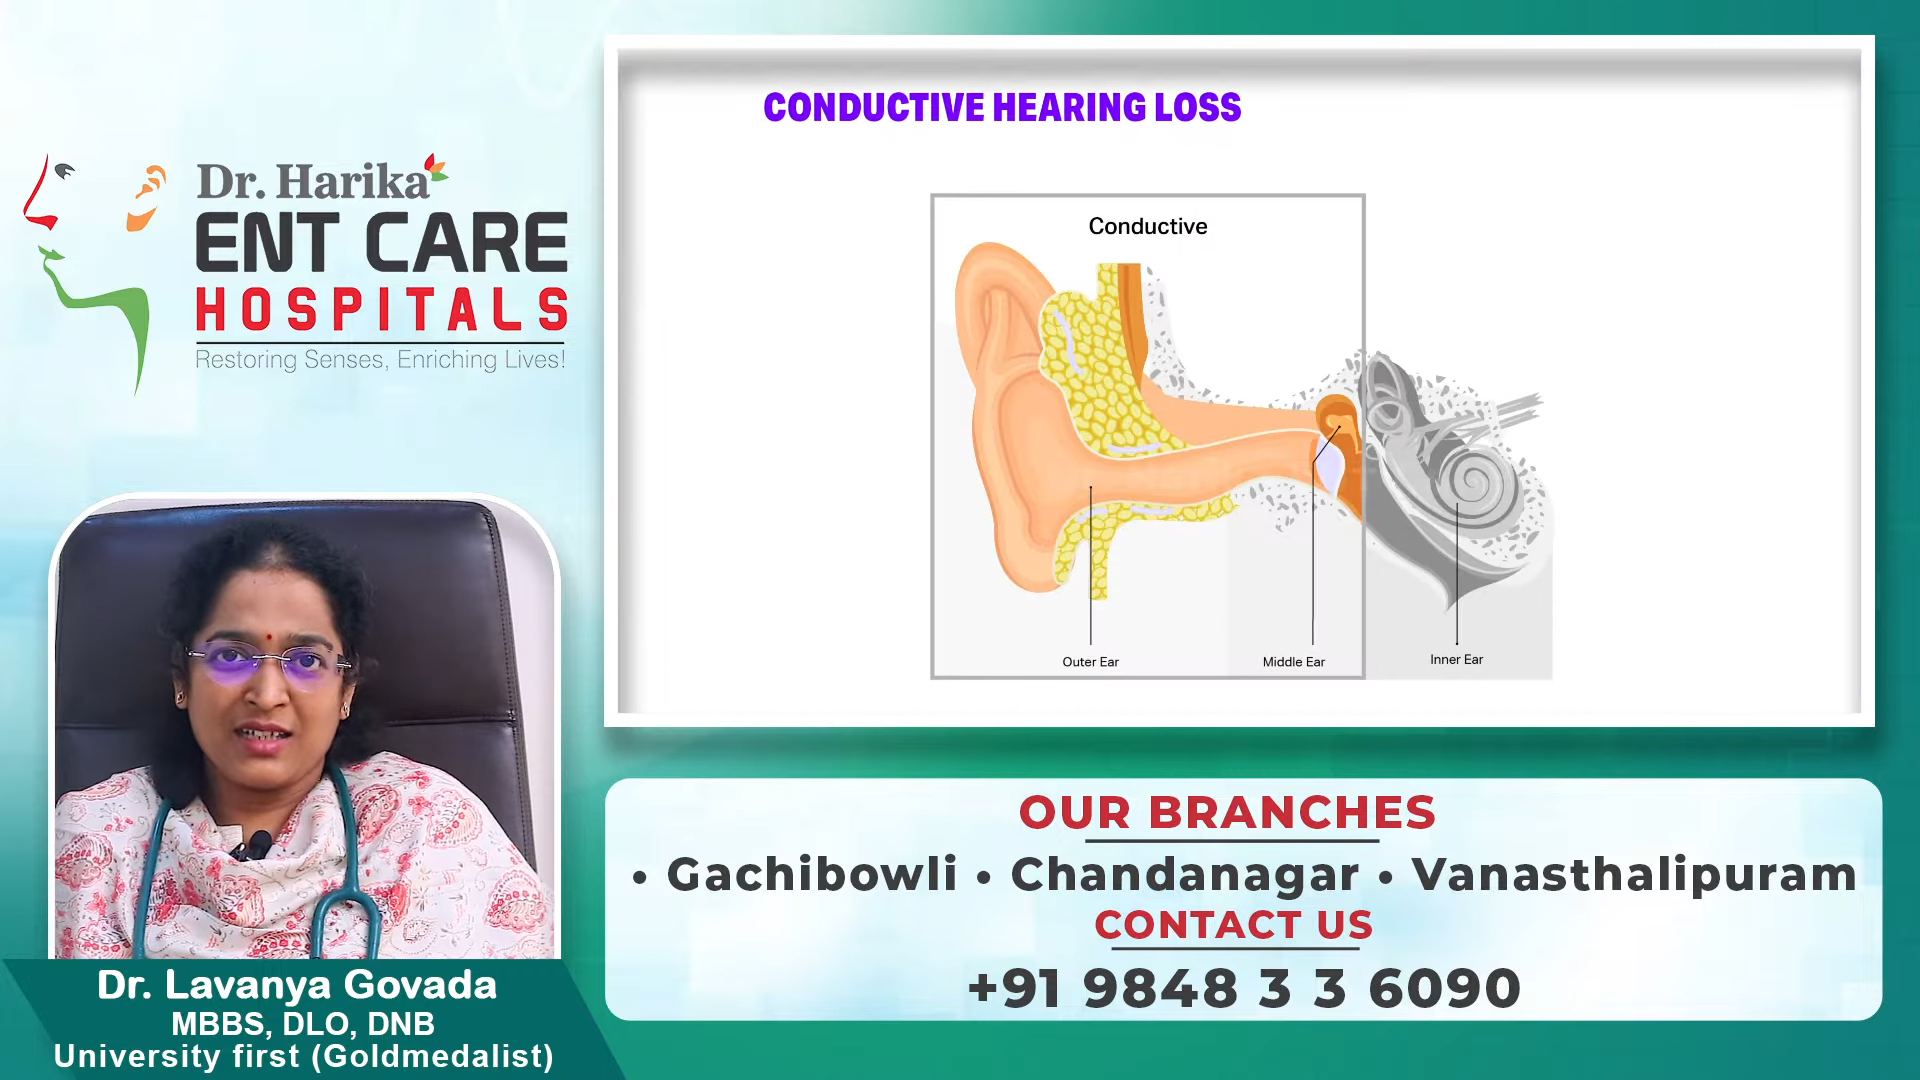 Dr. Harika
ENT CARE
HOSPITALS
Restoring Senses, Enriching Lives!
CONDUCTIVE HEARING LOSS
Conductive
Outer Ear
Middle Ear
Inner Ear
Dr. Lavanya Govada
MBBS, DLO, DNB
University first (Goldmedalist)
OUR BRANCHES
• Gachibowli • Chandanagar • Vanasthalipuram
CONTACT US
+91 9848 3 3 6090